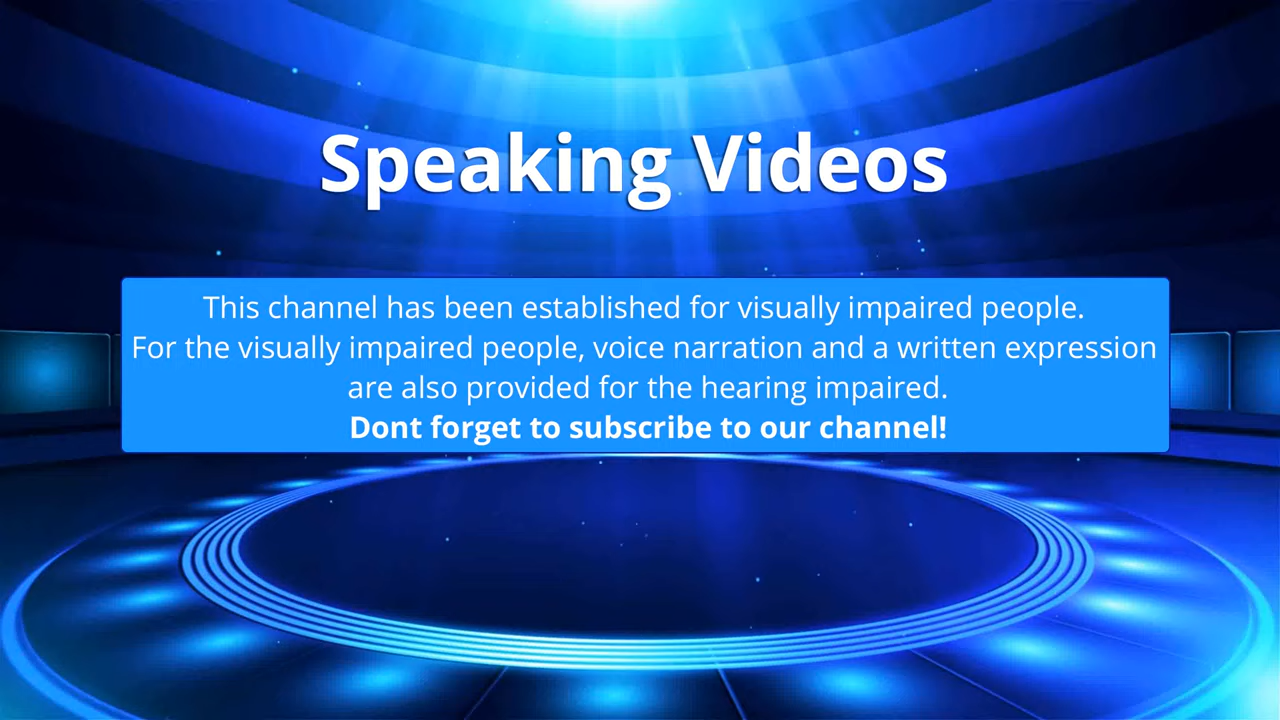 Speaking Videos
This channel has been established for visually impaired people.
For the visually impaired people, voice narration and a written expression
are also provided for the hearing impaired.
Dont forget to subscribe to our channel!